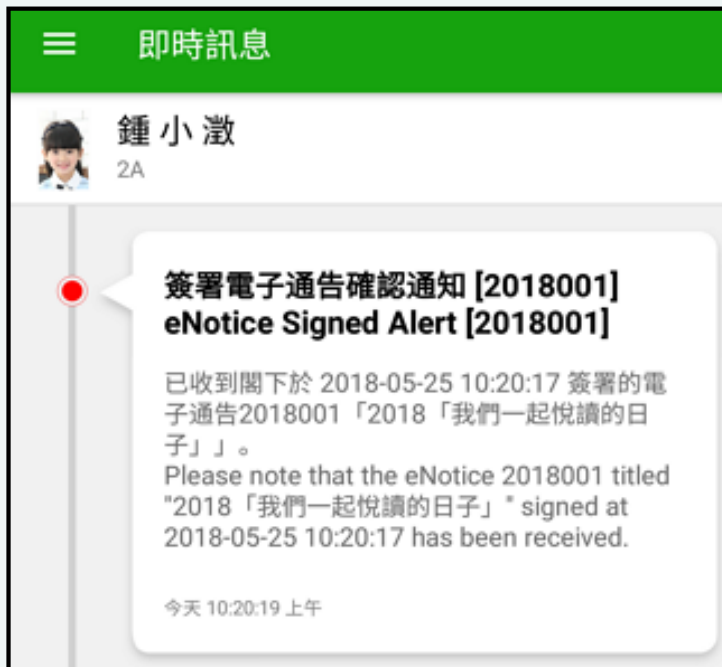 即時訊息
鍾小澂
2A
簽署電子通告確認通知 [2018001]
eNotice Signed Alert [2018001]
已收到閣下於 2018-05-25 10:20:17 簽署的電
子通告2018001「2018「我們一起悅讀的日
子」」。
Please note that the eNotice 2018001 titled
"2018「我們一起悅讀的日子」" signed at
2018-05-25 10:20:17 has been received.
今天 10:20:19 上午